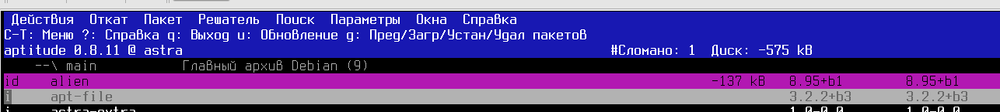 Действия Откат Пакет Решатель Поиск Параметры Окна Справка
C-T: Меню ?: Справка q: Выход u: Обновление g: Пред/Загр/Устан/Удал пакетов
aptitude 0.8.11 @ astra #Сломано: 1 Диск: -575 kB
--\ main Главный архив Debian (9)
id alien -137 kB 8.95+b1 8.95+b1
i apt-file 3.2.2+b3 3.2.2+b3
i astra-extra 1.0-0.0 1.0-0.0